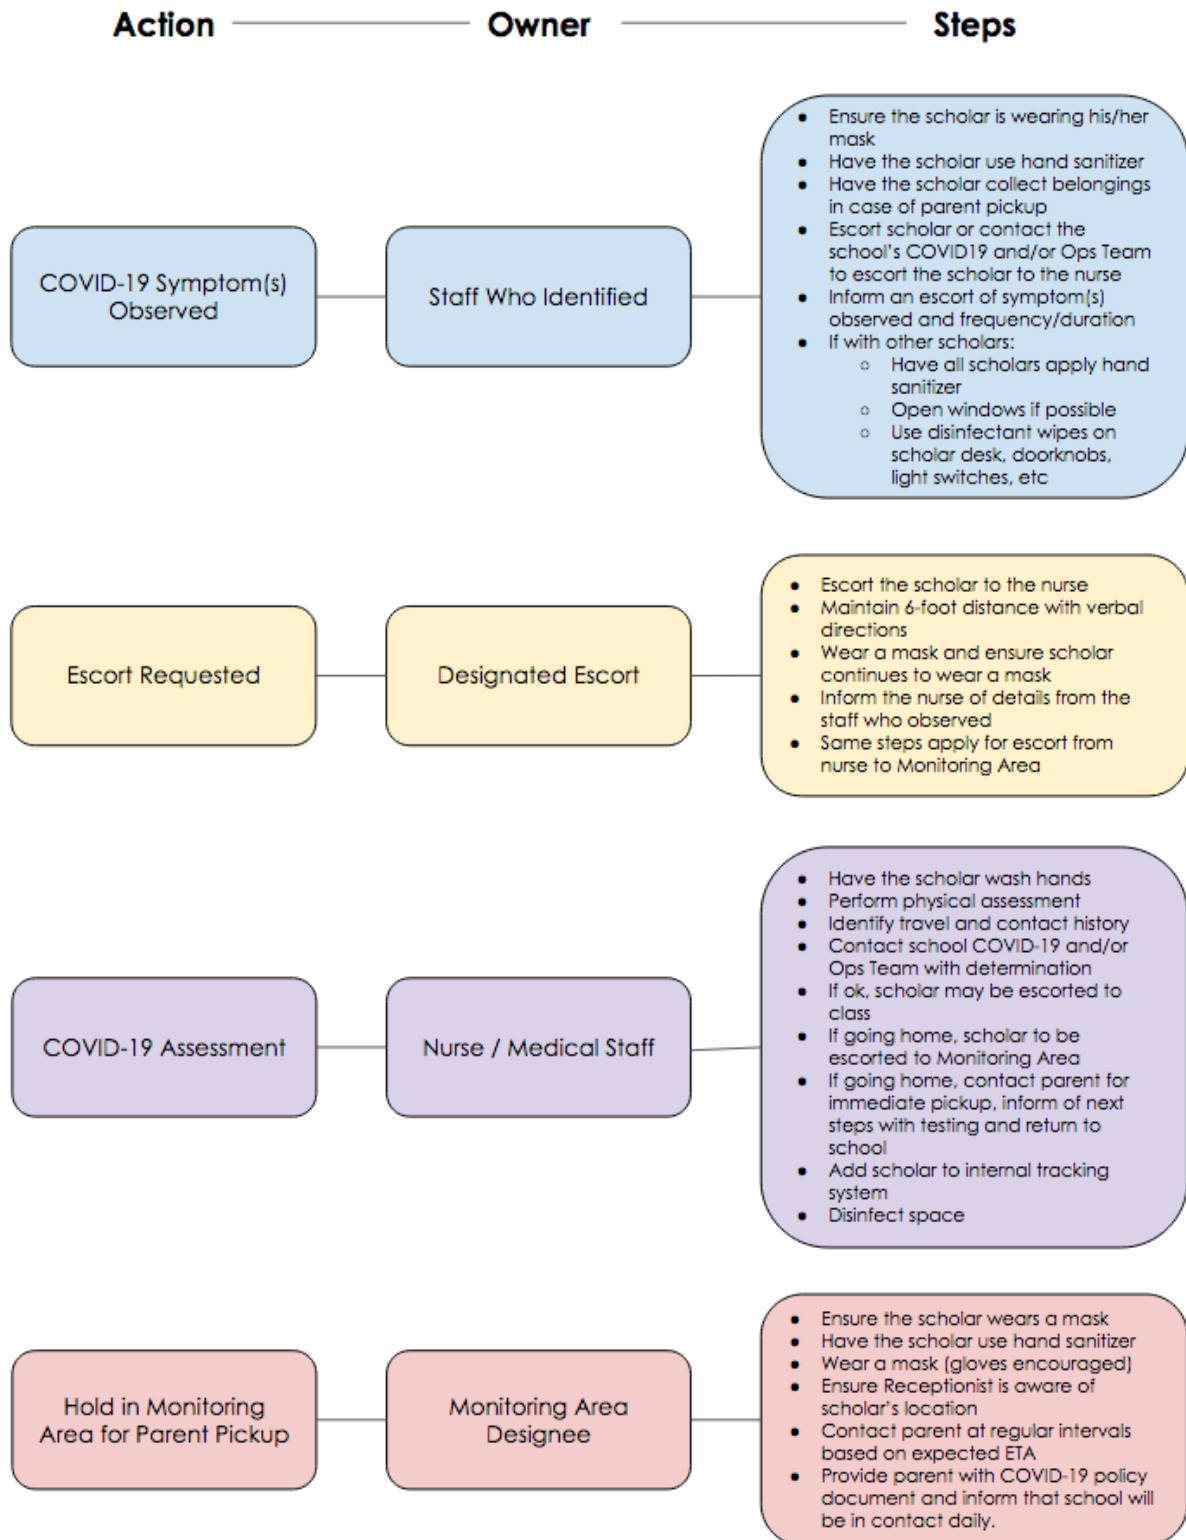 Action Owner Steps
COVID-19 Symptom(s)
Observed
Staff Who Identified
● Ensure the scholar is wearing his/her
mask
● Have the scholar use hand sanitizer
● Have the scholar collect belongings
in case of parent pickup
● Escort scholar or contact the
school's COVID19 and/or Ops Team
to escort the scholar to the nurse
● Inform an escort of symptom(s)
observed and frequency/duration
● If with other scholars:
○ Have all scholars apply hand
sanitizer
○ Open windows if possible
○ Use disinfectant wipes on
scholar desk, doorknobs,
light switches, etc
Escort Requested
Designated Escort
● Escort the scholar to the nurse
● Maintain 6-foot distance with verbal
directions
● Wear a mask and ensure scholar
continues to wear a mask
● Inform the nurse of details from the
staff who observed
● Same steps apply for escort from
nurse to Monitoring Area
COVID-19 Assessment
Nurse / Medical Staff
● Have the scholar wash hands
● Perform physical assessment
● Identify travel and contact history
● Contact school COVID-19 and/or
Ops Team with determination
● If ok, scholar may be escorted to
class
● If going home, scholar to be
escorted to Monitoring Area
● If going home, contact parent for
immediate pickup, inform of next
steps with testing and return to
school
● Add scholar to internal tracking
system
● Disinfect space
Hold in Monitoring
Area for Parent Pickup
Monitoring Area
Designee
● Ensure the scholar wears a mask
● Have the scholar use hand sanitizer
● Wear a mask (gloves encouraged)
● Ensure Receptionist is aware of
scholar's location
● Contact parent at regular intervals
based on expected ETA
● Provide parent with COVID-19 policy
document and inform that school will
be in contact daily.